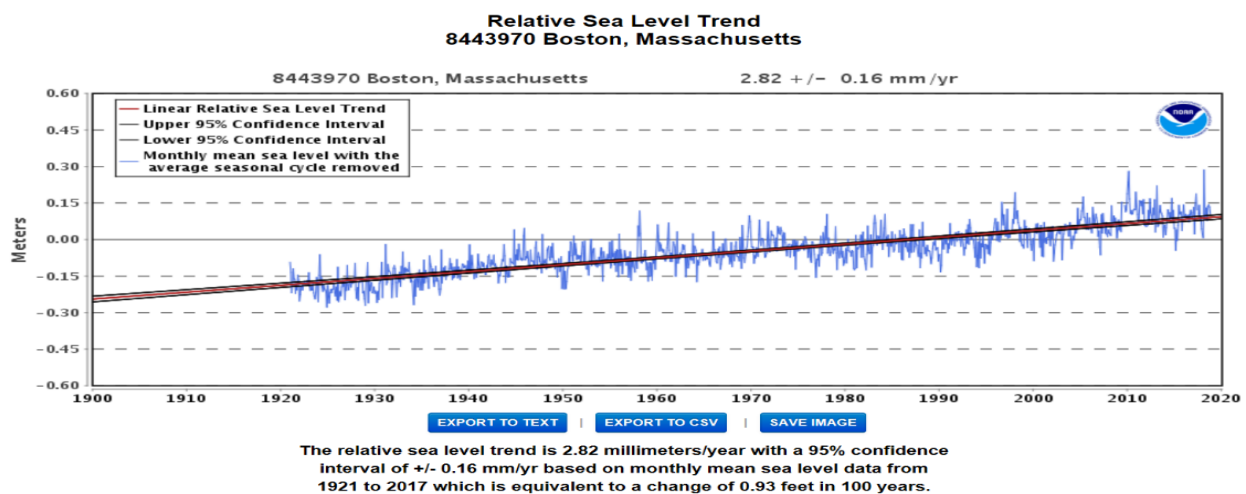 Relative Sea Level Trend
8443970 Boston, Massachusetts
8443970 Boston, Massachusetts 2.82 +/- 0.16 mm/yr
Linear Relative Sea Level Trend
Upper 95% Confidence Interval
Lower 95% Confidence Interval
Monthly mean sea level with the
average seasonal cycle removed
NOAA
Meters
0.60
0.45
0.30
0.15
0.00
-0.15
-0.30
-0.45
-0.60
1900 1910 1920 1930 1940 1950 1960 1970 1980 1990 2000 2010 2020
EXPORT TO TEXT | EXPORT TO CSV | SAVE IMAGE
The relative sea level trend is 2.82 millimeters/year with a 95% confidence
interval of +/- 0.16 mm/yr based on monthly mean sea level data from
1921 to 2017 which is equivalent to a change of 0.93 feet in 100 years.